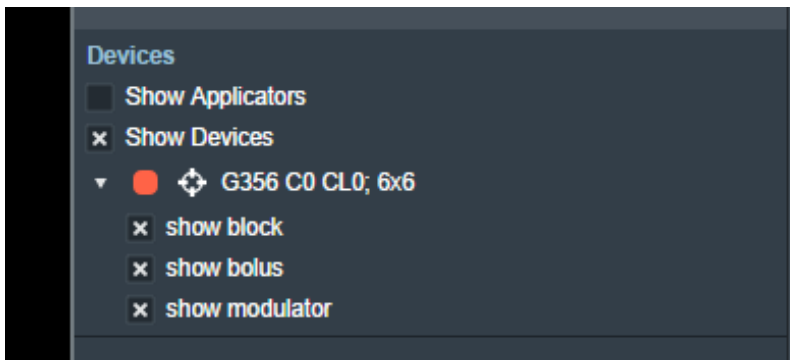 Devices
Show Applicators
Show Devices
G356 C0 CL0; 6x6
show block
show bolus
show modulator